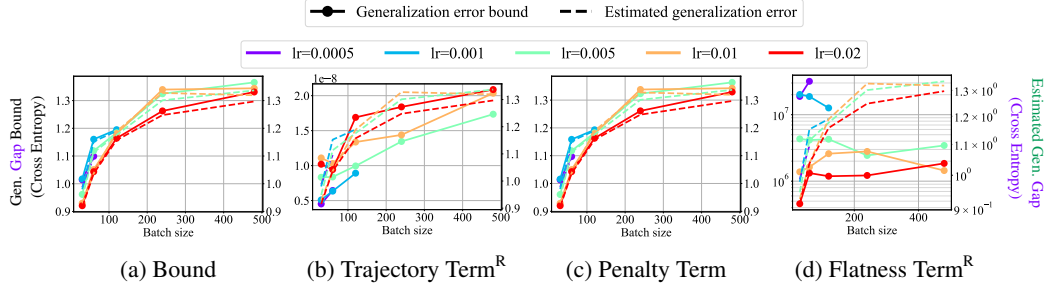 Generalization error bound
Estimated generalization error
lr=0.0005
lr=0.001
lr=0.005
lr=0.01
lr=0.02
Gen. Gap Bound
(Cross Entropy)
1.3
1.2
1.1
1.0
0.9
1.3
1.2
1.1
1.0
0.9
0 100 200 300 400 500
Batch size
(a) Bound
1e−8
2.0
1.5
1.0
0.5
1.3
1.2
1.1
1.0
0.9
0 100 200 300 400 500
Batch size
(b) Trajectory Term^R
1.3
1.2
1.1
1.0
0.9
1.3
1.2
1.1
1.0
0.9
0 100 200 300 400 500
Batch size
(c) Penalty Term
10^7
10^6
1.3 × 10^0
1.2 × 10^0
1.1 × 10^0
10^0
9 × 10^−1
0 200 400
Batch size
(d) Flatness Term^R
Estimated Gen. Gap
(Cross Entropy)